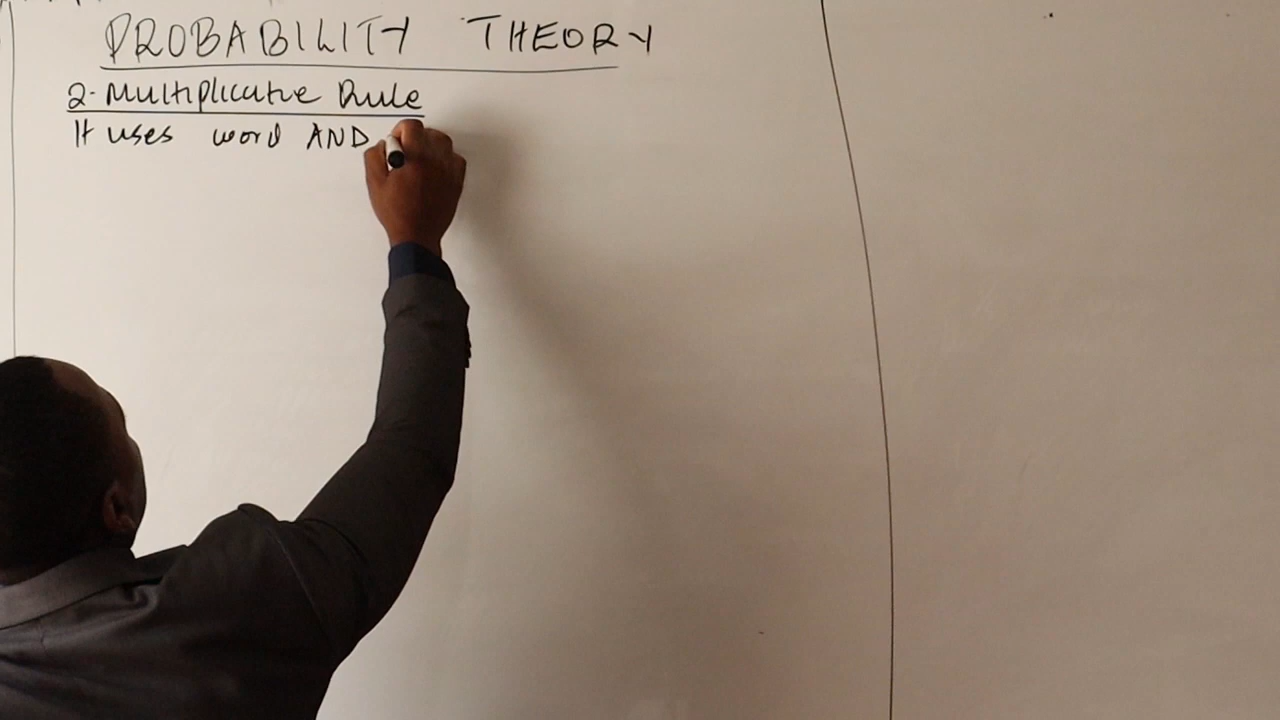 PROBABILITY THEORY
2. Multiplicative Rule
It uses word AND